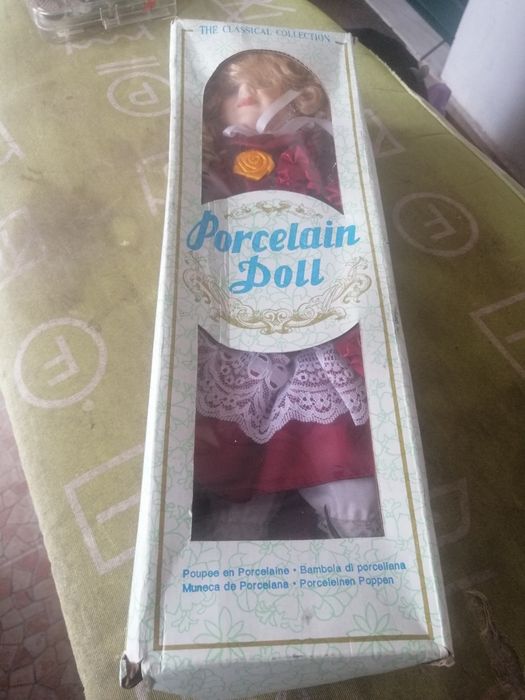 THE CLASSICAL COLLECTION
Porcelain
Doll
Poupee en Porcelaine • Bambola di porcellana
Muneca de Porcelana • Porceleinen Poppen